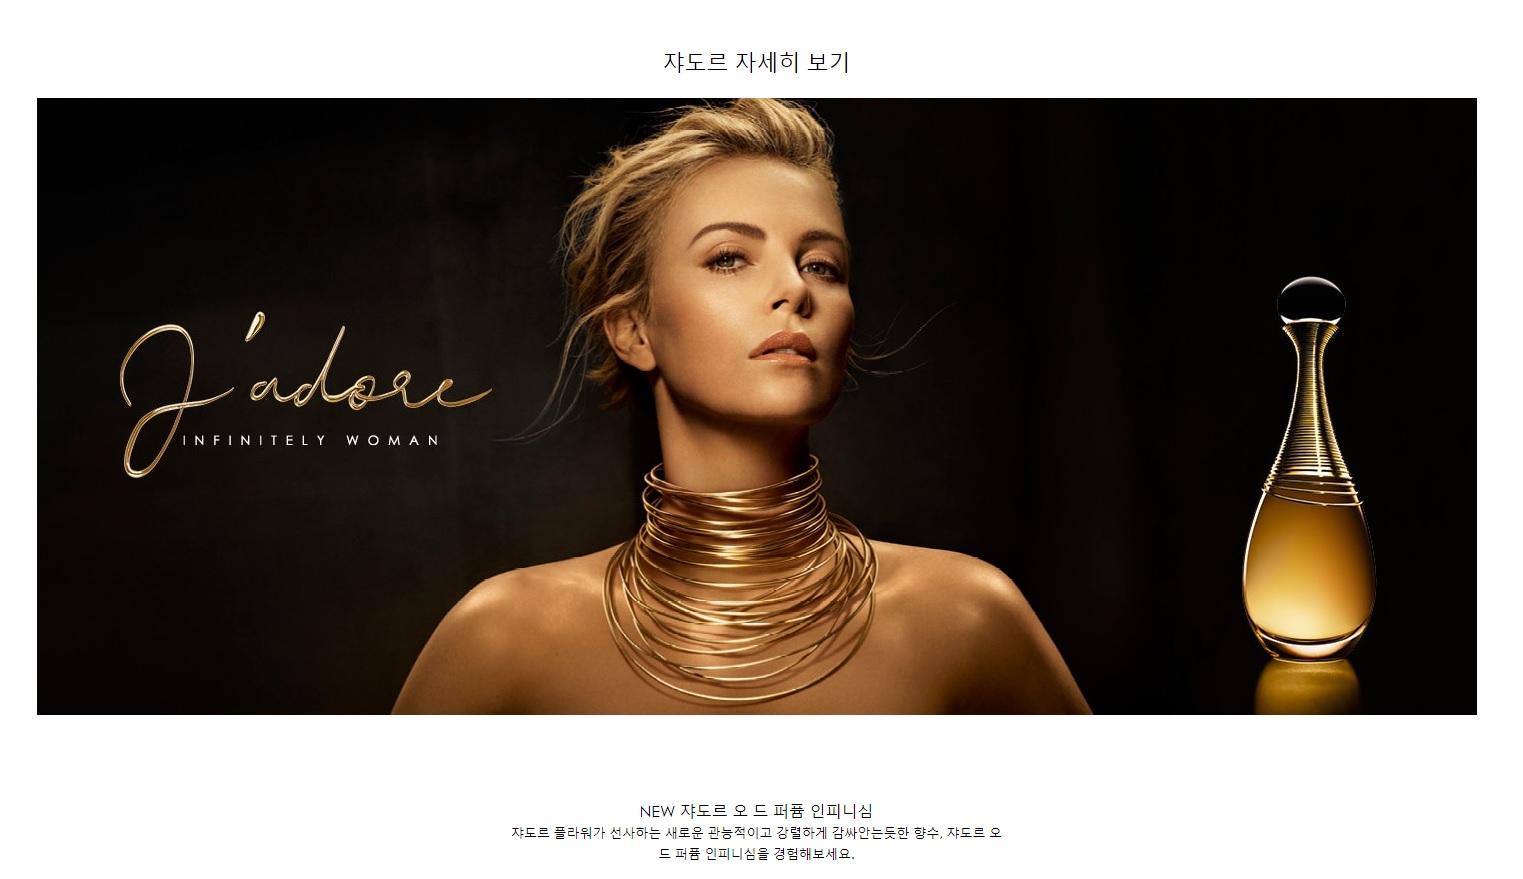 쟈도르 자세히 보기
J'adore
INFINITELY WOMAN
NEW 쟈도르 오 드 퍼퓸 인피니심
쟈도르 플라워가 선사하는 새로운 관능적이고 강렬하게 감싸안는듯한 향수, 쟈도르 오
드 퍼퓸 인피니심을 경험해보세요.